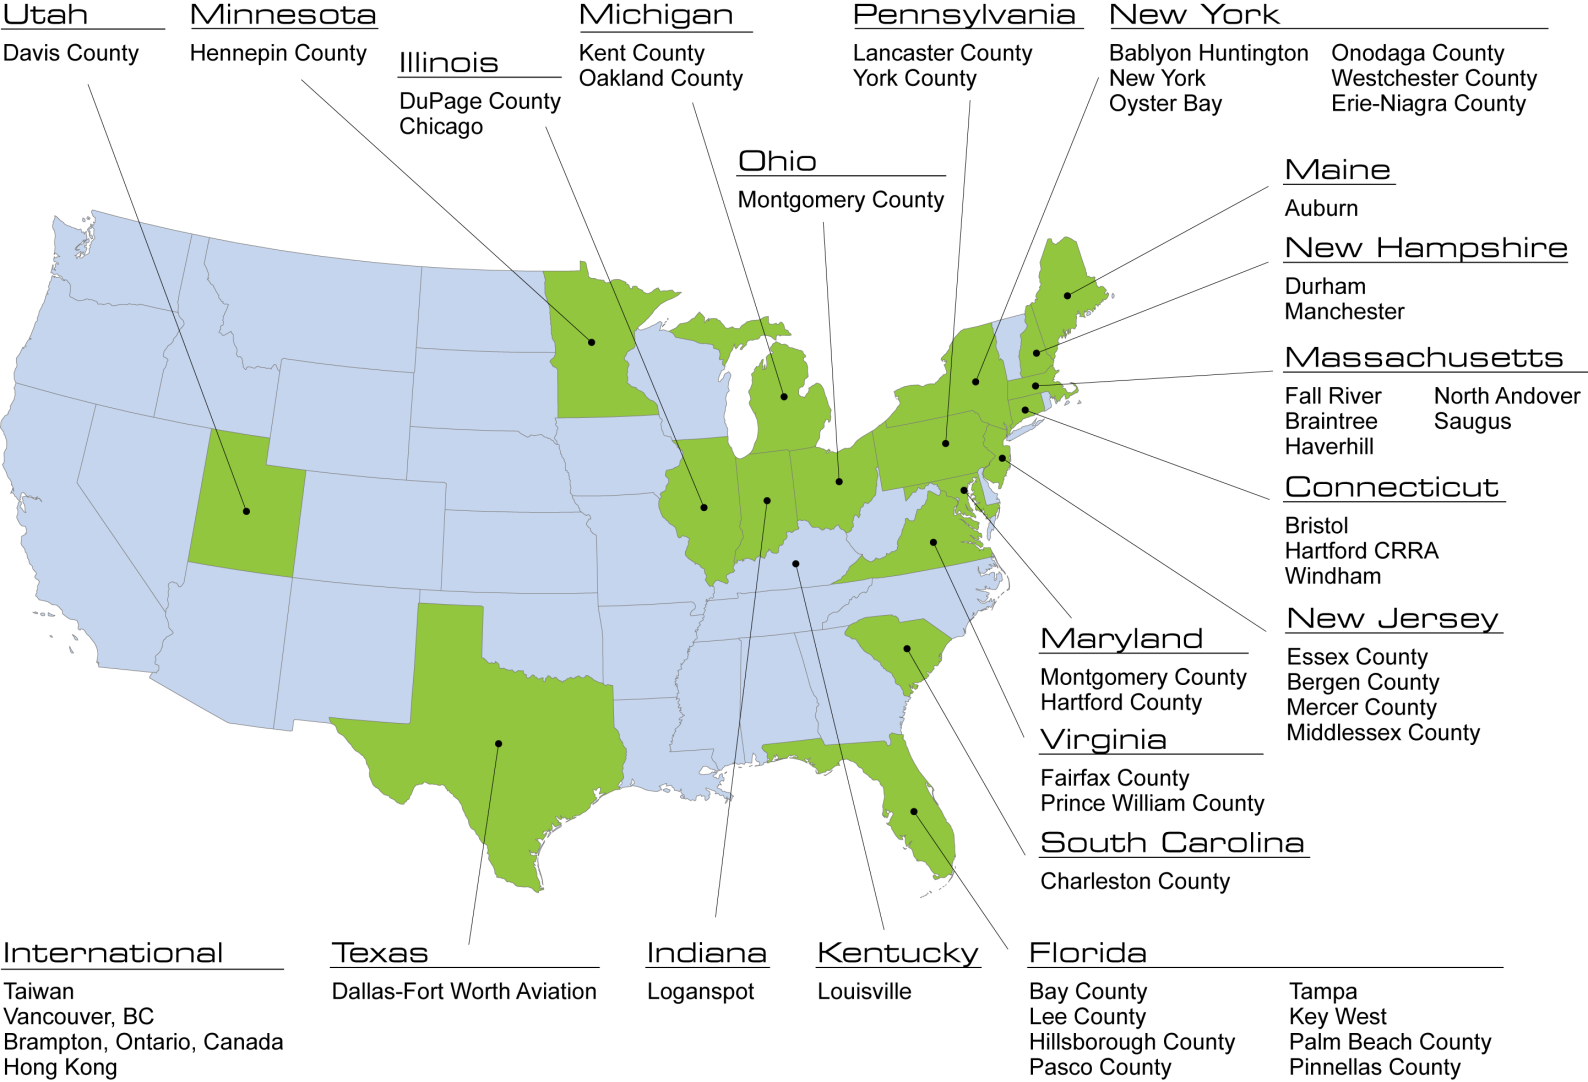 Utah
Davis County
Minnesota
Hennepin County
Illinois
DuPage County
Chicago
Michigan
Kent County
Oakland County
Ohio
Montgomery County
Pennsylvania
Lancaster County
York County
New York
Bablyon Huntington
New York
Oyster Bay
Onodaga County
Westchester County
Erie-Niagra County
Maine
Auburn
New Hampshire
Durham
Manchester
Massachusetts
Fall River
Braintree
Haverhill
North Andover
Saugus
Connecticut
Bristol
Hartford CRRA
Windham
New Jersey
Essex County
Bergen County
Mercer County
Middlessex County
Maryland
Montgomery County
Hartford County
Virginia
Fairfax County
Prince William County
South Carolina
Charleston County
International
Taiwan
Vancouver, BC
Brampton, Ontario, Canada
Hong Kong
Texas
Dallas-Fort Worth Aviation
Indiana
Loganspot
Kentucky
Louisville
Florida
Bay County
Lee County
Hillsborough County
Pasco County
Tampa
Key West
Palm Beach County
Pinnellas County